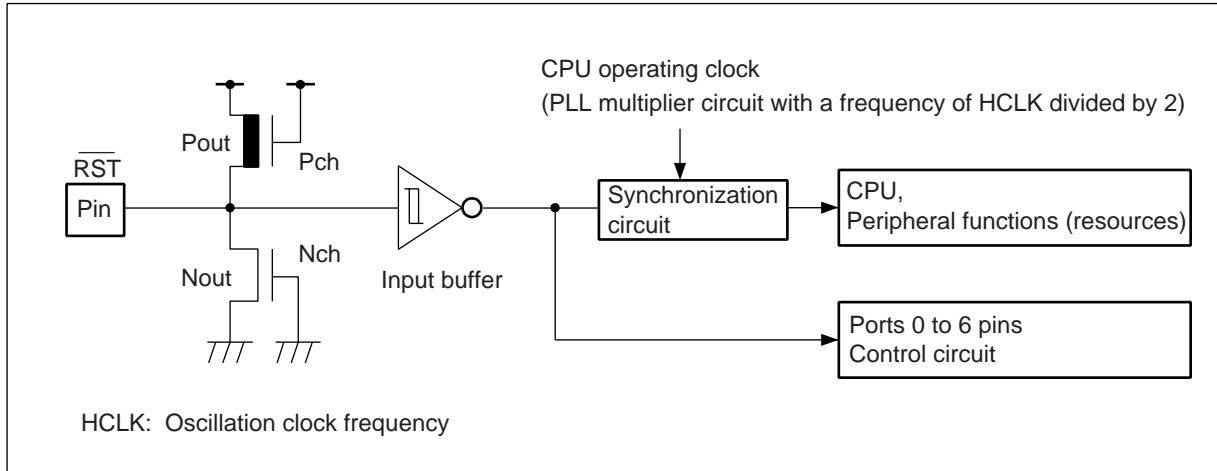 CPU operating clock
(PLL multiplier circuit with a frequency of HCLK divided by 2)
Pout
Pch
RST
Pin
Synchronization
circuit
CPU,
Peripheral functions (resources)
Nch
Nout
Input buffer
Ports 0 to 6 pins
Control circuit
HCLK: Oscillation clock frequency